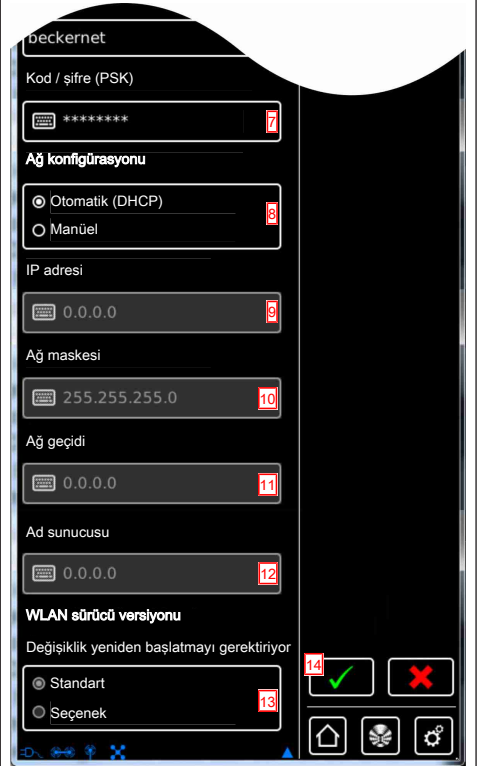 beckernet
Kod / şifre (PSK)
********
7
Ağ konfigürasyonu
Otomatik (DHCP)
8
Manüel
IP adresi
0.0.0.0
9
Ağ maskesi
255.255.255.0
10
Ağ geçidi
0.0.0.0
11
Ad sunucusu
0.0.0.0
12
WLAN sürücü versiyonu
Değişiklik yeniden başlatmayı gerektiriyor
14
Standart
13
Seçenek